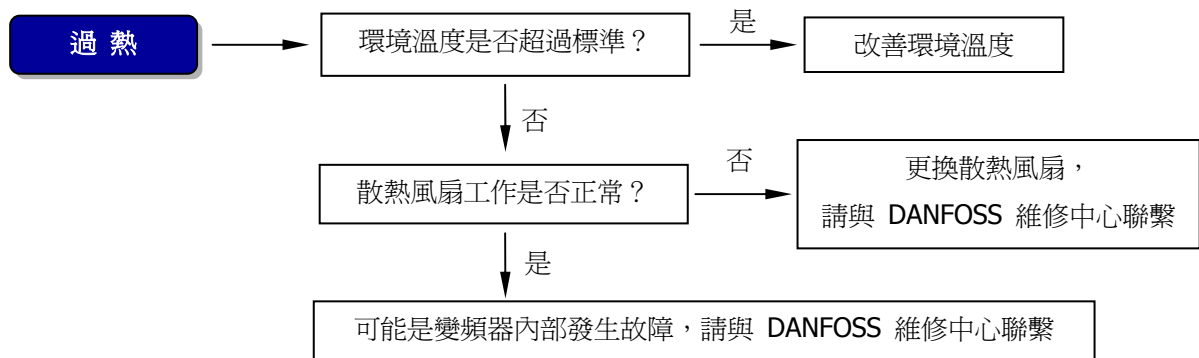 過 熱
環境溫度是否超過標準？
是
改善環境溫度
否
散熱風扇工作是否正常？
否
更換散熱風扇，
請與 DANFOSS 維修中心聯繫
是
可能是變頻器內部發生故障，請與 DANFOSS 維修中心聯繫